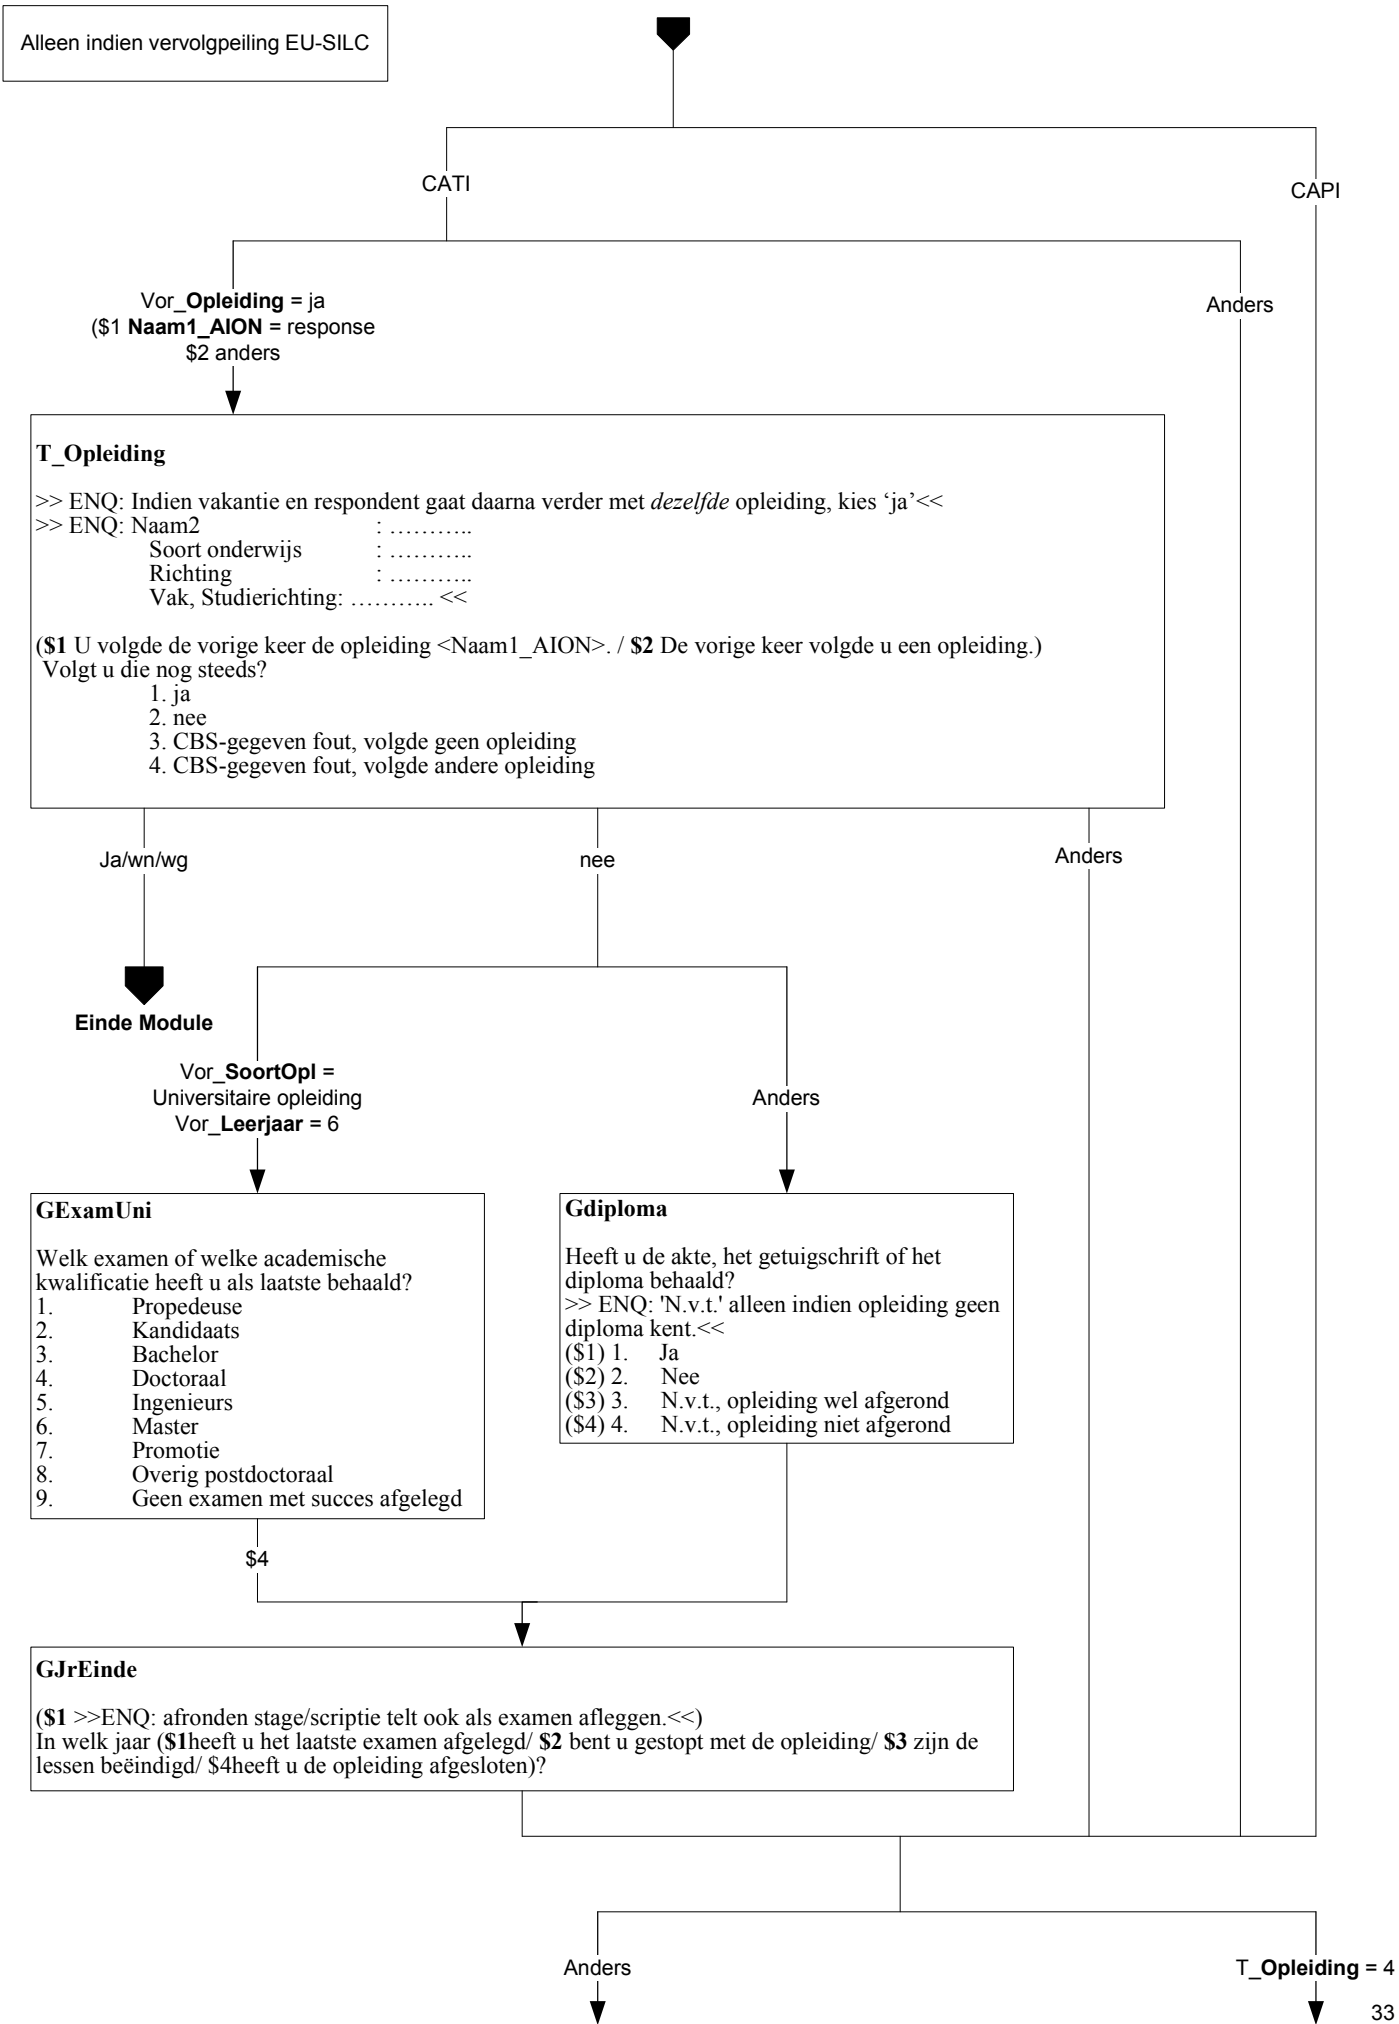 Alleen indien vervolgpeiling EU-SILC
CATI
CAPI
Vor_Opleiding = ja
($1 Naam1_AION = response
$2 anders
Anders
T_Opleiding
>> ENQ: Indien vakantie en respondent gaat daarna verder met dezelfde opleiding, kies ‘ja’<<
>> ENQ: Naam2 : ………..
Soort onderwijs : ………..
Richting : ………..
Vak, Studierichting: ……….. <<
($1 U volgde de vorige keer de opleiding <Naam1_AION>. / $2 De vorige keer volgde u een opleiding.)
Volgt u die nog steeds?
1. ja
2. nee
3. CBS-gegeven fout, volgde geen opleiding
4. CBS-gegeven fout, volgde andere opleiding
Ja/wn/wg
nee
Anders
Einde Module
Vor_SoortOpl =
Universitaire opleiding
Vor_Leerjaar = 6
Anders
GExamUni
Welk examen of welke academische
kwalificatie heeft u als laatste behaald?
1. Propedeuse
2. Kandidaats
3. Bachelor
4. Doctoraal
5. Ingenieurs
6. Master
7. Promotie
8. Overig postdoctoraal
9. Geen examen met succes afgelegd
Gdiploma
Heeft u de akte, het getuigschrift of het
diploma behaald?
>> ENQ: 'N.v.t.' alleen indien opleiding geen
diploma kent.<<
($1) 1. Ja
($2) 2. Nee
($3) 3. N.v.t., opleiding wel afgerond
($4) 4. N.v.t., opleiding niet afgerond
$4
GJrEinde
($1 >>ENQ: afronden stage/scriptie telt ook als examen afleggen.<<)
In welk jaar ($1heeft u het laatste examen afgelegd/ $2 bent u gestopt met de opleiding/ $3 zijn de
lessen beëindigd/ $4heeft u de opleiding afgesloten)?
Anders
T_Opleiding = 4
33